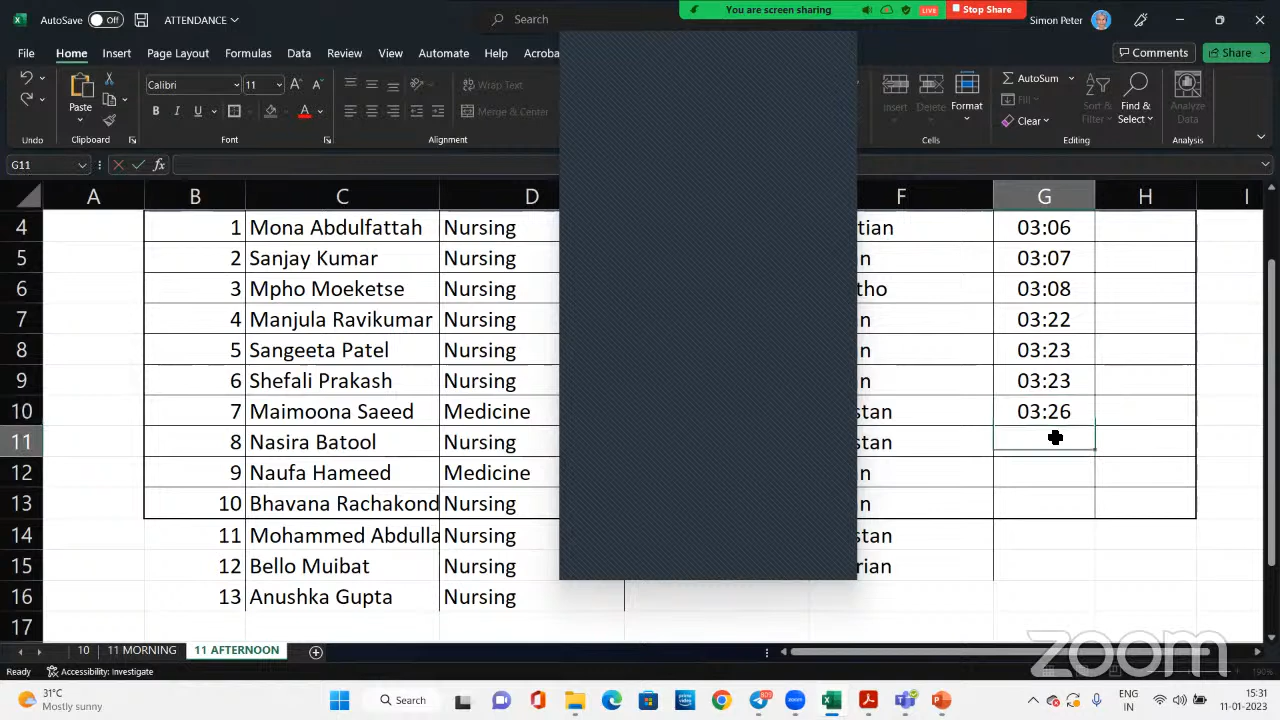 AutoSave Off ATTENDANCE Search You are screen sharing LIVE Stop Share Simon Peter
File Home Insert Page Layout Formulas Data Review View Automate Help Acroba Comments Share
Paste Calibri 11 Wrap Text Insert Delete Format AutoSum Sort & Filter Find & Select Analyze Data
Merge & Center Fill
Clear
Undo Clipboard Font Alignment Cells Editing Analysis
G11 fx
A B C D F G H I
4 1 Mona Abdulfattah Nursing tian 03:06
5 2 Sanjay Kumar Nursing n 03:07
6 3 Mpho Moeketse Nursing tho 03:08
7 4 Manjula Ravikumar Nursing n 03:22
8 5 Sangeeta Patel Nursing n 03:23
9 6 Shefali Prakash Nursing n 03:23
10 7 Maimoona Saeed Medicine stan 03:26
11 8 Nasira Batool Nursing stan
12 9 Naufa Hameed Medicine n
13 10 Bhavana Rachakond Nursing n
14 11 Mohammed Abdulla Nursing stan
15 12 Bello Muibat Nursing rian
16 13 Anushka Gupta Nursing
17
10 11 MORNING 11 AFTERNOON
zoom
Ready Accessibility: Investigate 190%
31°C Mostly sunny Search ENG IN 15:31 11-01-2023